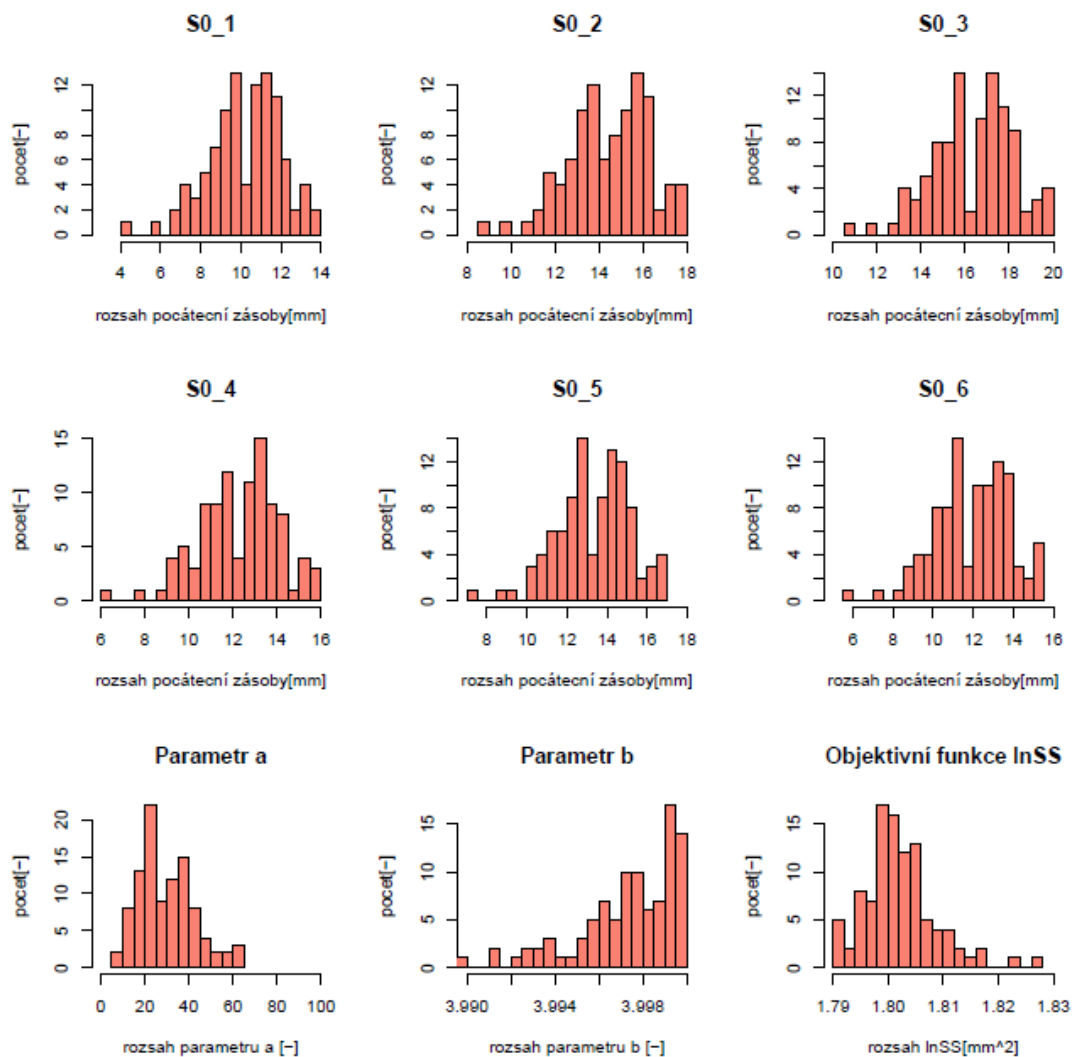 S0_1
S0_2
S0_3
pocet[−]
0 2 4 6 8 12
4 6 8 10 12 14
rozsah pocátecní zásoby[mm]
pocet[−]
0 2 4 6 8 12
8 10 12 14 16 18
rozsah pocátecní zásoby[mm]
pocet[−]
0 4 8 12
10 12 14 16 18 20
rozsah pocátecní zásoby[mm]
S0_4
S0_5
S0_6
pocet[−]
0 5 10 15
6 8 10 12 14 16
rozsah pocátecní zásoby[mm]
pocet[−]
0 4 8 12
8 10 12 14 16 18
rozsah pocátecní zásoby[mm]
pocet[−]
0 4 8 12
6 8 10 12 14 16
rozsah pocátecní zásoby[mm]
Parametr a
Parametr b
Objektivní funkce lnSS
pocet[−]
0 5 10 15 20
0 20 40 60 80 100
rozsah parametru a [−]
pocet[−]
0 5 10 15
3.990 3.994 3.998
rozsah parametru b [−]
pocet[−]
0 5 10 15
1.79 1.80 1.81 1.82 1.83
rozsah lnSS[mm^2]